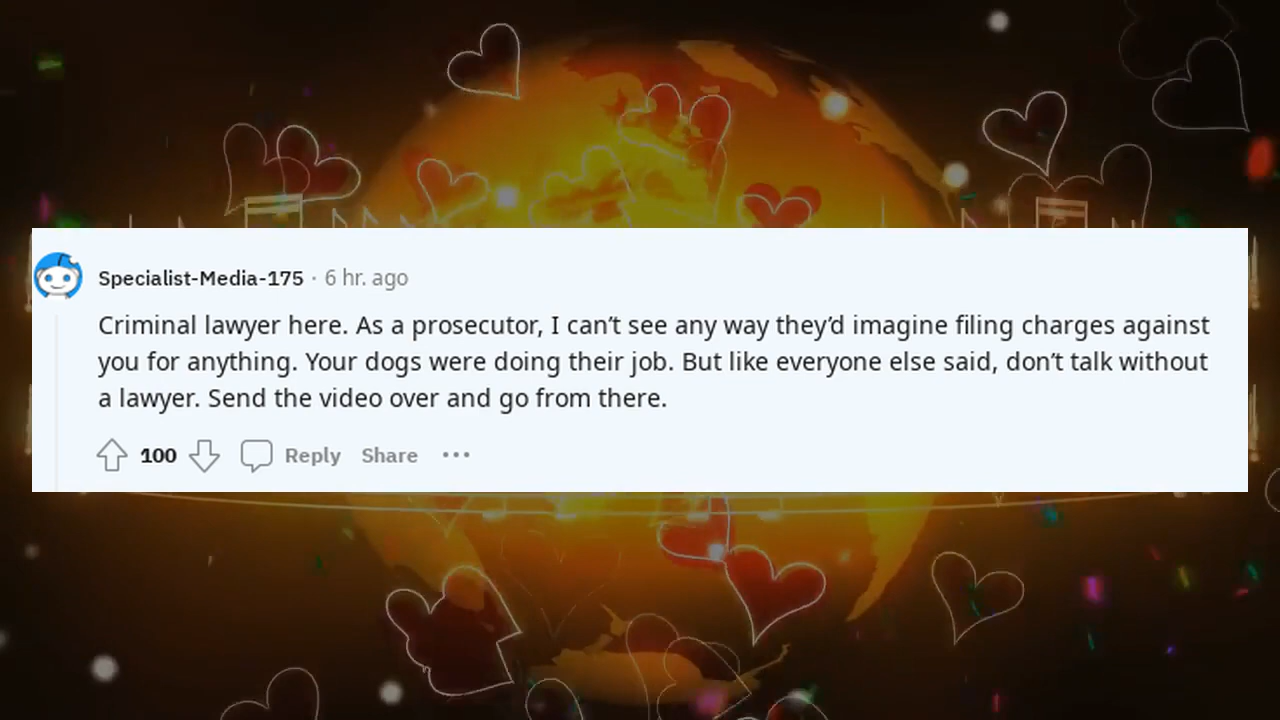 Specialist-Media-175 · 6 hr. ago
Criminal lawyer here. As a prosecutor, I can’t see any way they’d imagine filing charges against
you for anything. Your dogs were doing their job. But like everyone else said, don’t talk without
a lawyer. Send the video over and go from there.
100 Reply Share ···